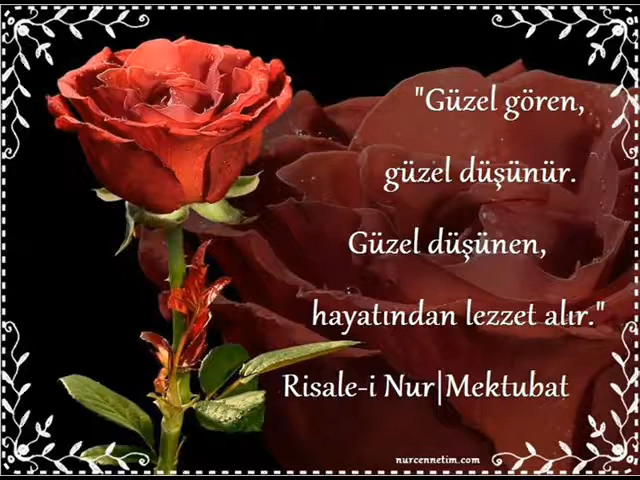 "Güzel gören,
güzel düşünür.
Güzel düşünen,
hayatından lezzet alır."
Risale-i Nur|Mektubat
nurcennetim.com